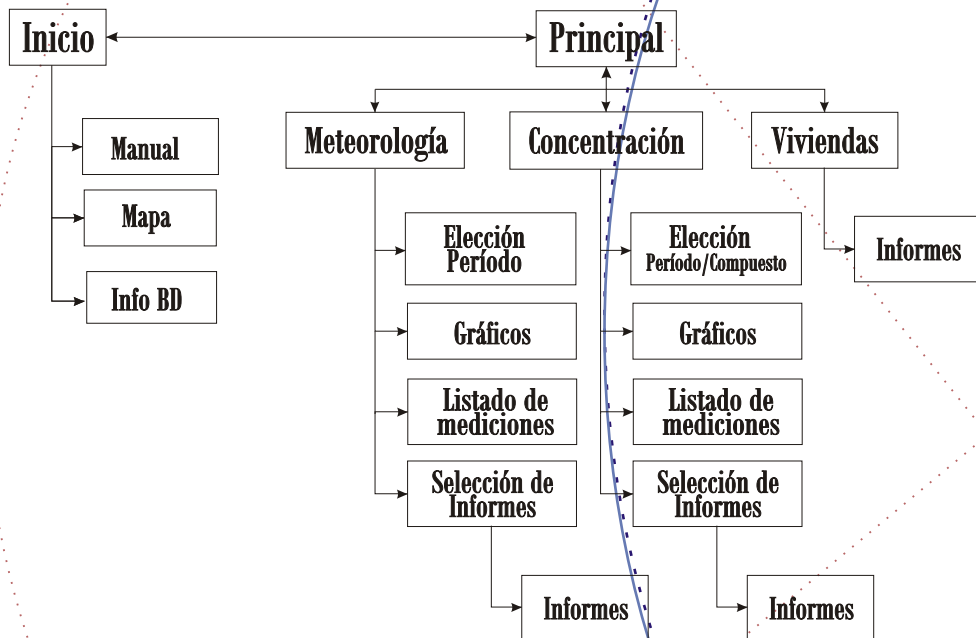 Inicio
Principal
Manual
Mapa
Info BD
Meteorología
Concentración
Viviendas
Elección
Período
Gráficos
Listado de
mediciones
Selección de
Informes
Informes
Elección
Período/Compuesto
Gráficos
Listado de
mediciones
Selección de
Informes
Informes
Informes